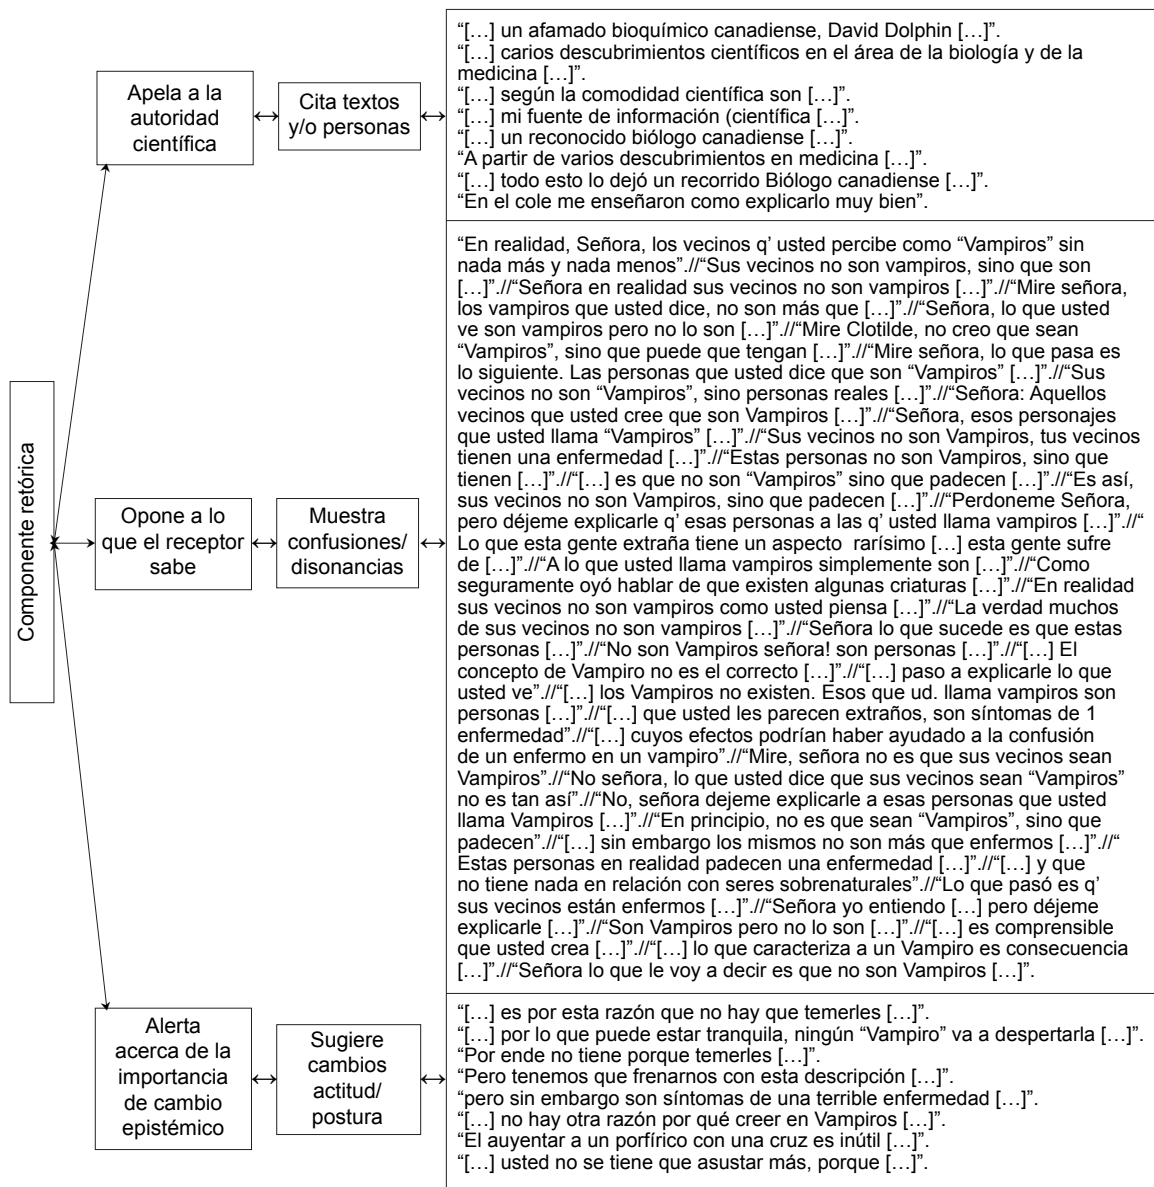 Componente retórica
Apela a la
autoridad
científica
Cita textos
y/o personas
“[…] un afamado bioquímico canadiense, David Dolphin […]”.
“[…] carios descubrimientos científicos en el área de la biología y de la
medicina […]”.
“[…] según la comodidad científica son […]”.
“[…] mi fuente de información (científica […]”.
“[…] un reconocido biólogo canadiense […]”.
“A partir de varios descubrimientos en medicina […]”.
“[…] todo esto lo dejó un recorrido Biólogo canadiense […]”.
“En el cole me enseñaron como explicarlo muy bien”.
Opone a lo
que el receptor
sabe
Muestra
confusiones/
disonancias
“En realidad, Señora, los vecinos q’ usted percibe como “Vampiros” sin
nada más y nada menos”.//“Sus vecinos no son vampiros, sino que son
[…]”.//“Señora en realidad sus vecinos no son vampiros […]”.//“Mire señora,
los vampiros que usted dice, no son más que […]”.//“Señora, lo que usted
ve son vampiros pero no lo son […]”.//“Mire Clotilde, no creo que sean
“Vampiros”, sino que puede que tengan […]”.//“Mire señora, lo que pasa es
lo siguiente. Las personas que usted dice que son “Vampiros” […]”.//“Sus
vecinos no son “Vampiros”, sino personas reales […]”.//“Señora: Aquellos
vecinos que usted cree que son Vampiros […]”.//“Señora, esos personajes
que usted llama “Vampiros” […]”.//“Sus vecinos no son Vampiros, tus vecinos
tienen una enfermedad […]”.//“Estas personas no son Vampiros, sino que
tienen […]”.//“[…] es que no son “Vampiros” sino que padecen […]”.//“Es así,
sus vecinos no son Vampiros, sino que padecen […]”.//“Perdoneme Señora,
pero déjeme explicarle q’ esas personas a las q’ usted llama vampiros […]”.//“
Lo que esta gente extraña tiene un aspecto rarísimo […] esta gente sufre
de […]”.//“A lo que usted llama vampiros simplemente son […]”.//“Como
seguramente oyó hablar de que existen algunas criaturas […]”.//“En realidad
sus vecinos no son vampiros como usted piensa […]”.//“La verdad muchos
de sus vecinos no son vampiros […]”.//“Señora lo que sucede es que estas
personas […]”.//“No son Vampiros señora! son personas […]”.//“[…] El
concepto de Vampiro no es el correcto […]”.//“[…] paso a explicarle lo que
usted ve”.//“[…] los Vampiros no existen. Esos que ud. llama vampiros son
personas […]”.//“[…] que usted les parecen extraños, son síntomas de 1
enfermedad”.//“[…] cuyos efectos podrían haber ayudado a la confusión
de un enfermo en un vampiro”.//“Mire, señora no es que sus vecinos sean
Vampiros”.//“No señora, lo que usted dice que sus vecinos sean “Vampiros”
no es tan así”.//“No, señora dejeme explicarle a esas personas que usted
llama Vampiros […]”.//“En principio, no es que sean “Vampiros”, sino que
padecen”.//“[…] sin embargo los mismos no son más que enfermos […]”.//“
Estas personas en realidad padecen una enfermedad […]”.//“[…] y que
no tiene nada en relación con seres sobrenaturales”.//“Lo que pasó es q’
sus vecinos están enfermos […]”.//“Señora yo entiendo […] pero déjeme
explicarle […]”.//“Son Vampiros pero no lo son […]”.//“[…] es comprensible
que usted crea […]”.//“[…] lo que caracteriza a un Vampiro es consecuencia
[…]”.//“Señora lo que le voy a decir es que no son Vampiros […]”.
Alerta
acerca de la
importancia
de cambio
epistémico
Sugiere
cambios
actitud/
postura
“[…] es por esta razón que no hay que temerles […]”.
“[…] por lo que puede estar tranquila, ningún “Vampiro” va a despertarla […]”.
“Por ende no tiene porque temerles […]”.
“Pero tenemos que frenarnos con esta descripción […]”.
“pero sin embargo son síntomas de una terrible enfermedad […]”.
“[…] no hay otra razón por qué creer en Vampiros […]”.
“El auyentar a un porfírico con una cruz es inútil […]”.
“[…] usted no se tiene que asustar más, porque […]”.